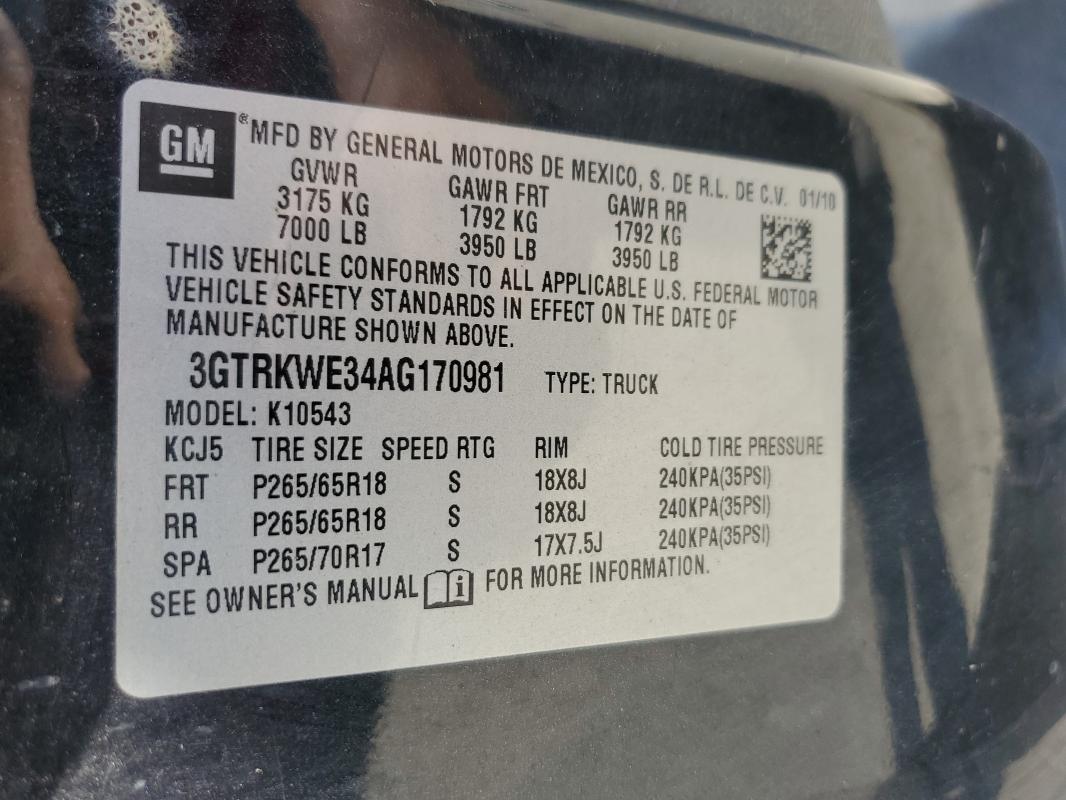 GM ® MFD BY GENERAL MOTORS DE MEXICO, S. DE R.L. DE C.V. 01/10
GVWR GAWR FRT GAWR RR
3175 KG 1792 KG 1792 KG
7000 LB 3950 LB 3950 LB
THIS VEHICLE CONFORMS TO ALL APPLICABLE U.S. FEDERAL MOTOR
VEHICLE SAFETY STANDARDS IN EFFECT ON THE DATE OF
MANUFACTURE SHOWN ABOVE.
3GTRKWE34AG170981 TYPE: TRUCK
MODEL: K10543
KCJ5 TIRE SIZE SPEED RTG RIM COLD TIRE PRESSURE
FRT P265/65R18 S 18X8J 240KPA(35PSI)
RR P265/65R18 S 18X8J 240KPA(35PSI)
SPA P265/70R17 S 17X7.5J 240KPA(35PSI)
SEE OWNER'S MANUAL i FOR MORE INFORMATION.